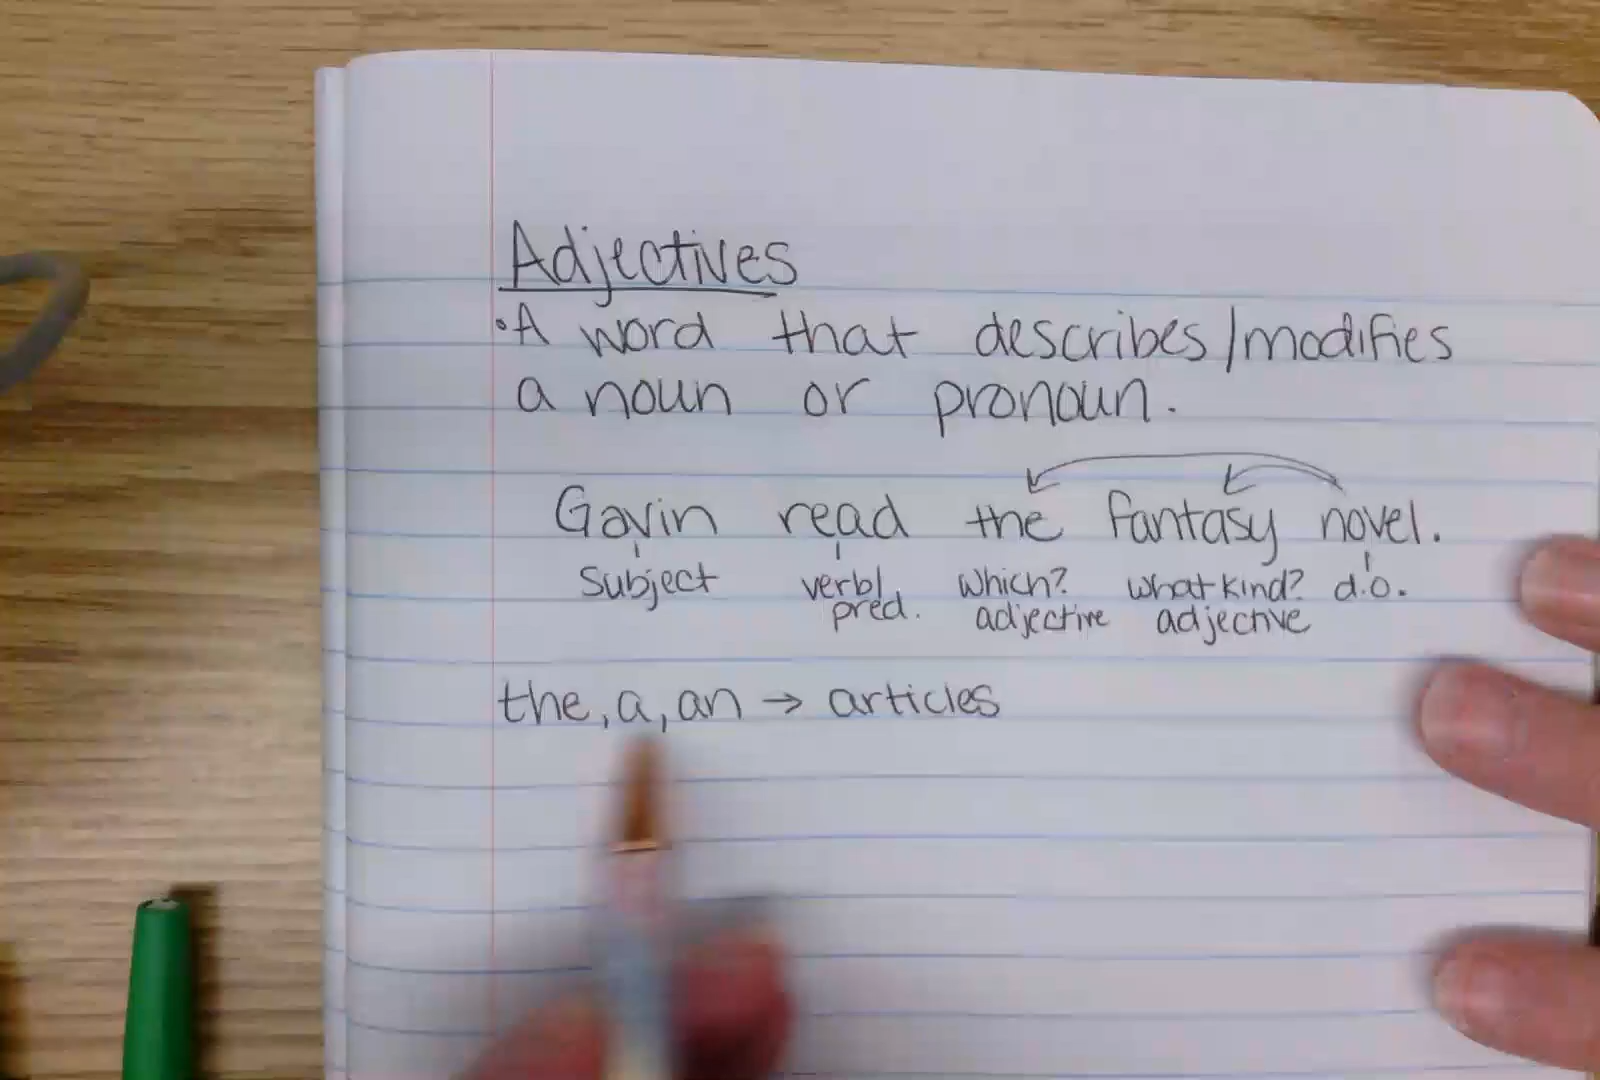 Adjectives
•A word that describes/modifies
a noun or pronoun.
Gavin read the fantasy novel.
Subject verb/ which? what kind? d.o.
pred. adjective adjective
the, a, an → articles